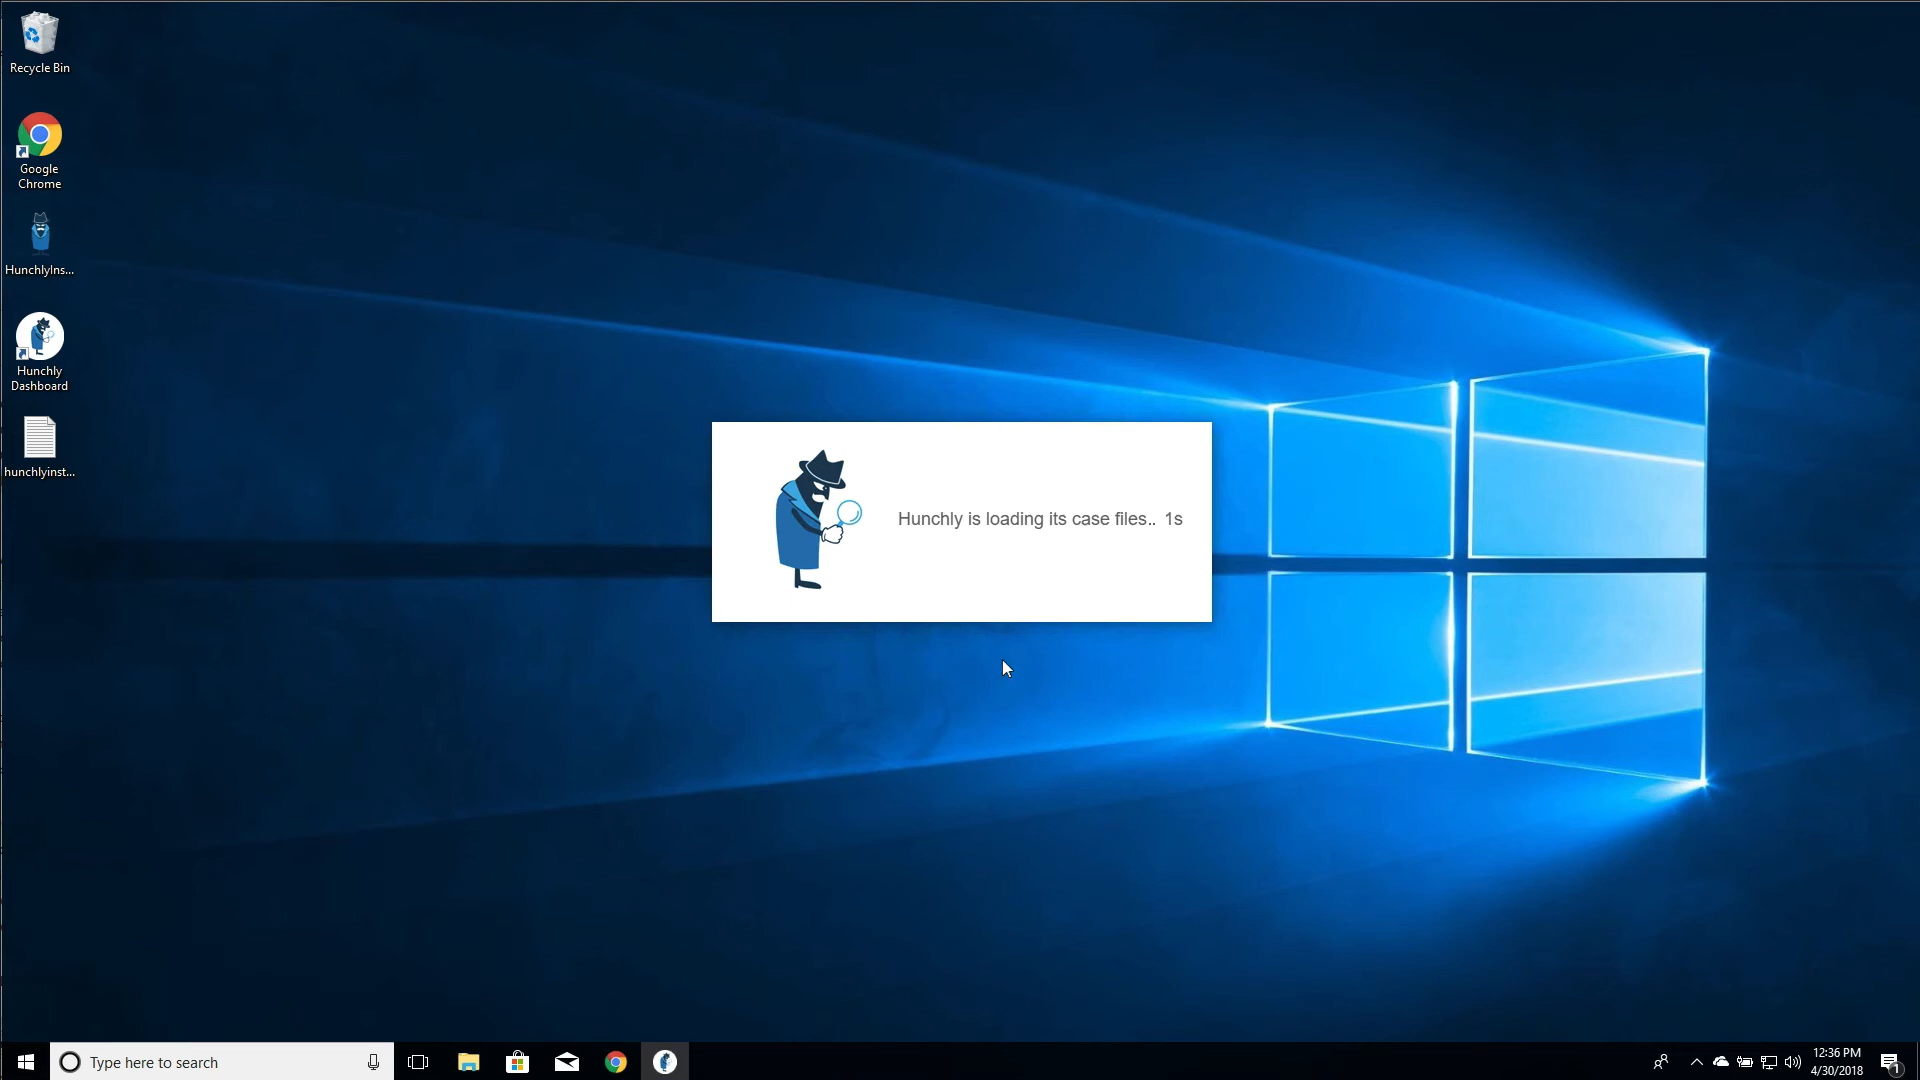 Recycle Bin
Google
Chrome
HunchlyIns...
Hunchly
Dashboard
hunchlyinst...
Hunchly is loading its case files.. 1s
Type here to search
12:36 PM
4/30/2018
1